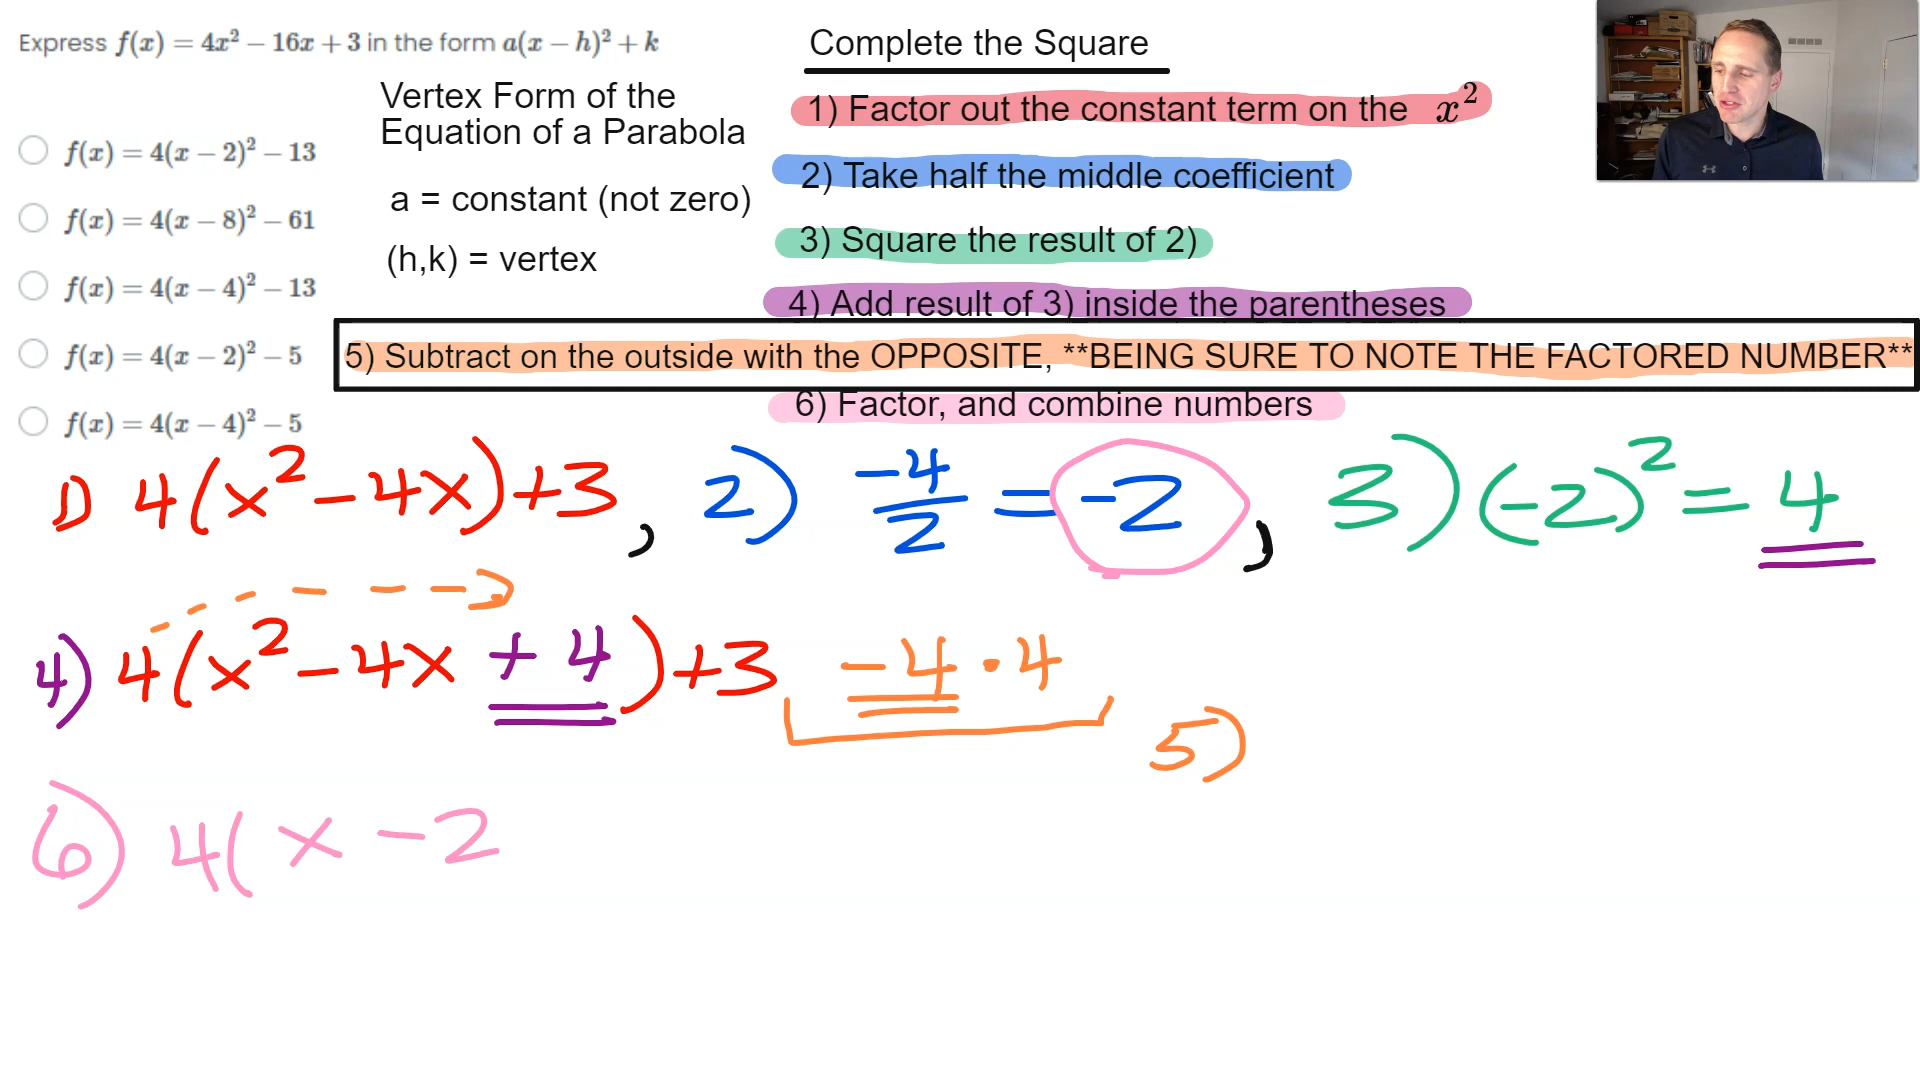 Express f(x) = 4x² − 16x + 3 in the form a(x − h)² + k
f(x) = 4(x − 2)² − 13
f(x) = 4(x − 8)² − 61
f(x) = 4(x − 4)² − 13
f(x) = 4(x − 2)² − 5
f(x) = 4(x − 4)² − 5
Vertex Form of the
Equation of a Parabola
a = constant (not zero)
(h,k) = vertex
Complete the Square
1) Factor out the constant term on the x²
2) Take half the middle coefficient
3) Square the result of 2)
4) Add result of 3) inside the parentheses
5) Subtract on the outside with the OPPOSITE, **BEING SURE TO NOTE THE FACTORED NUMBER**
6) Factor, and combine numbers
1) 4(x² − 4x) + 3 , 2) −4/2 = −2 , 3) (−2)² = 4
4) 4(x² − 4x + 4) + 3 − 4 · 4
5)
6) 4(x − 2